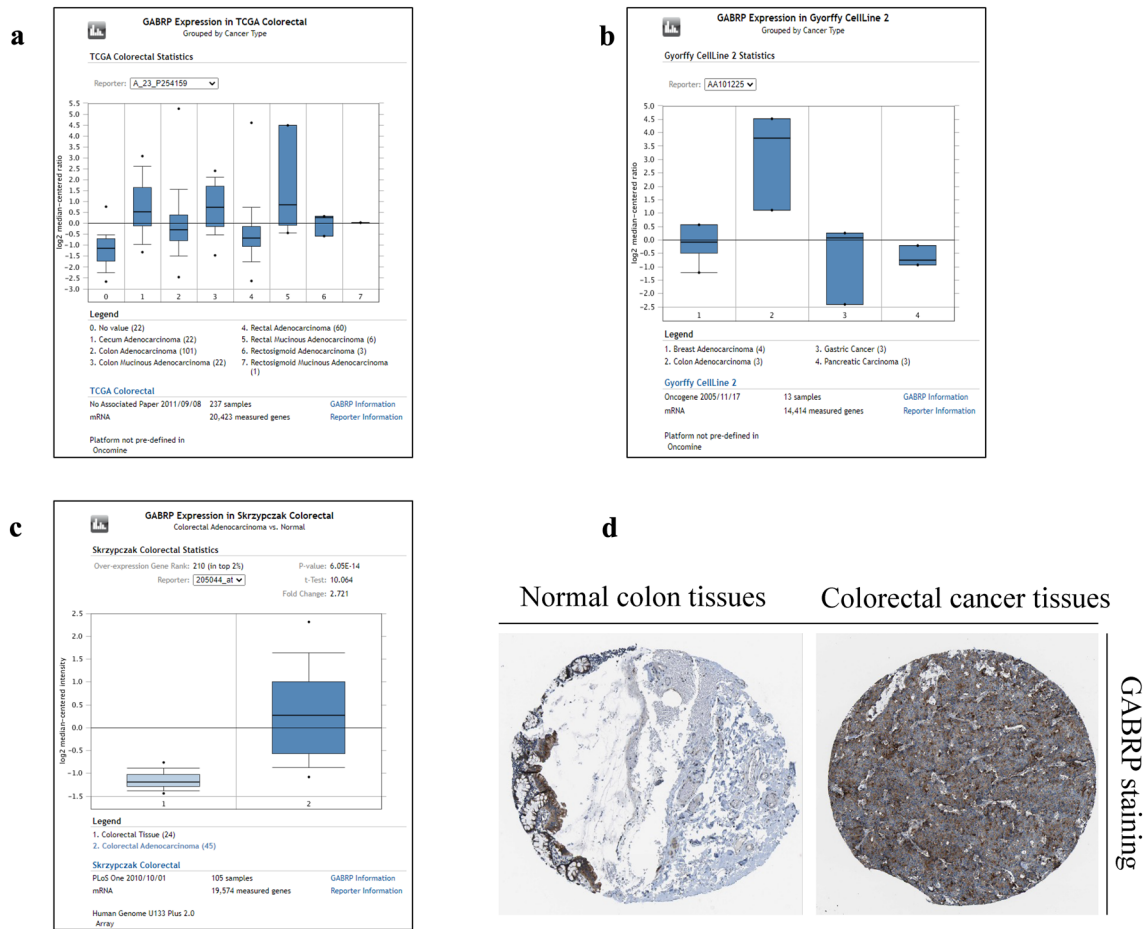 a
GABRP Expression in TCGA Colorectal
Grouped by Cancer Type
TCGA Colorectal Statistics
Reporter: A_23_P254159
log2 median-centered ratio
5.5
5.0
4.5
4.0
3.5
3.0
2.5
2.0
1.5
1.0
0.5
0.0
-0.5
-1.0
-1.5
-2.0
-2.5
-3.0
0 1 2 3 4 5 6 7
Legend
0. No value (22)
1. Cecum Adenocarcinoma (22)
2. Colon Adenocarcinoma (101)
3. Colon Mucinous Adenocarcinoma (22)
4. Rectal Adenocarcinoma (60)
5. Rectal Mucinous Adenocarcinoma (6)
6. Rectosigmoid Adenocarcinoma (3)
7. Rectosigmoid Mucinous Adenocarcinoma
(1)
TCGA Colorectal
No Associated Paper 2011/09/08 237 samples GABRP Information
mRNA 20,423 measured genes Reporter Information
Platform not pre-defined in
Oncomine
b
GABRP Expression in Gyorffy CellLine 2
Grouped by Cancer Type
Gyorffy CellLine 2 Statistics
Reporter: AA101225
log2 median-centered ratio
5.0
4.5
4.0
3.5
3.0
2.5
2.0
1.5
1.0
0.5
0.0
-0.5
-1.0
-1.5
-2.0
-2.5
1 2 3 4
Legend
1. Breast Adenocarcinoma (4)
2. Colon Adenocarcinoma (3)
3. Gastric Cancer (3)
4. Pancreatic Carcinoma (3)
Gyorffy CellLine 2
Oncogene 2005/11/17 13 samples GABRP Information
mRNA 14,414 measured genes Reporter Information
Platform not pre-defined in
Oncomine
c
GABRP Expression in Skrzypczak Colorectal
Colorectal Adenocarcinoma vs. Normal
Skrzypczak Colorectal Statistics
Over-expression Gene Rank: 210 (in top 2%) P-value: 6.05E-14
Reporter: 205044_at t-Test: 10.064
Fold Change: 2.721
log2 median-centered intensity
2.5
2.0
1.5
1.0
0.5
0.0
-0.5
-1.0
-1.5
1 2
Legend
1. Colorectal Tissue (24)
2. Colorectal Adenocarcinoma (45)
Skrzypczak Colorectal
PLoS One 2010/10/01 105 samples GABRP Information
mRNA 19,574 measured genes Reporter Information
Human Genome U133 Plus 2.0
Array
d
Normal colon tissues Colorectal cancer tissues
GABRP staining